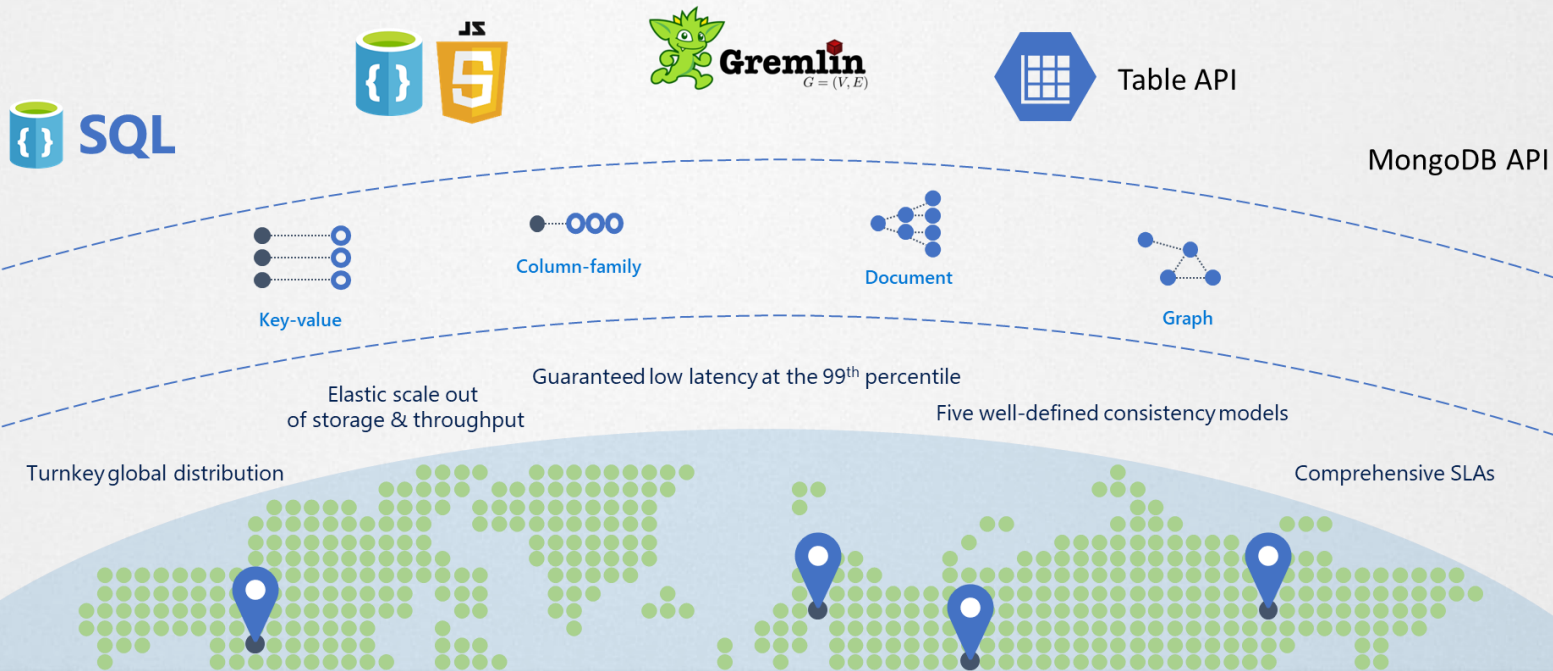 JS
Gremlin
G = (V, E)
Table API
{ }
{ } SQL
MongoDB API
Key-value
Column-family
Document
Graph
Guaranteed low latency at the 99th percentile
Elastic scale out
of storage & throughput
Five well-defined consistency models
Turnkey global distribution
Comprehensive SLAs